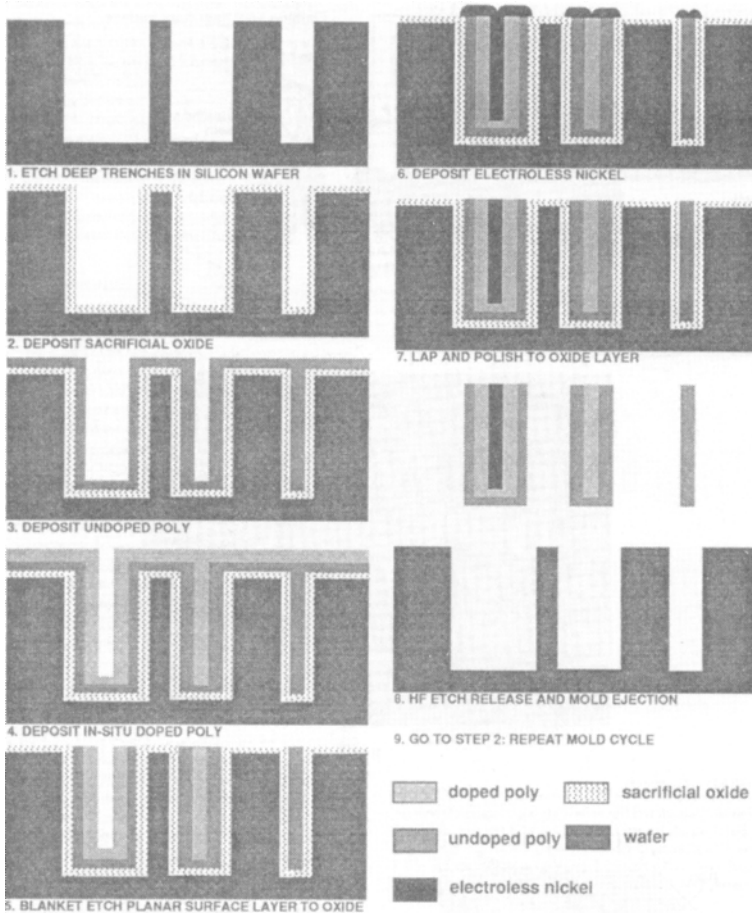 1. ETCH DEEP TRENCHES IN SILICON WAFER
2. DEPOSIT SACRIFICIAL OXIDE
3. DEPOSIT UNDOPED POLY
4. DEPOSIT IN-SITU DOPED POLY
5. BLANKET ETCH PLANAR SURFACE LAYER TO OXIDE
6. DEPOSIT ELECTROLESS NICKEL
7. LAP AND POLISH TO OXIDE LAYER
8. HF ETCH RELEASE AND MOLD EJECTION
9. GO TO STEP 2: REPEAT MOLD CYCLE
doped poly
sacrificial oxide
undoped poly
wafer
electroless nickel